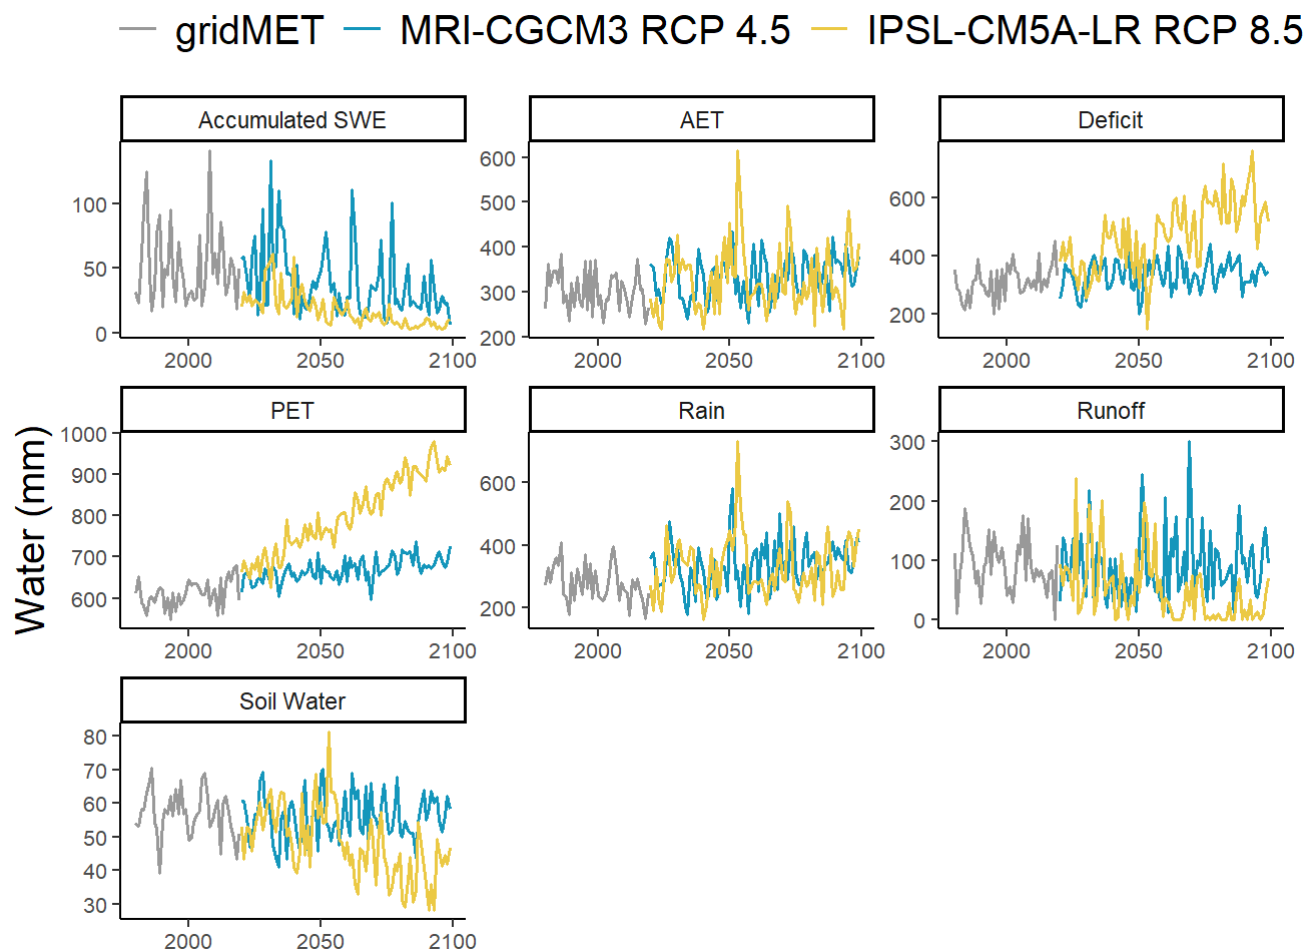 gridMET MRI-CGCM3 RCP 4.5 IPSL-CM5A-LR RCP 8.5
Water (mm)
Accumulated SWE
100
50
0
2000 2050 2100
AET
600
500
400
300
200
2000 2050 2100
Deficit
600
400
200
2000 2050 2100
PET
1000
900
800
700
600
2000 2050 2100
Rain
600
400
200
2000 2050 2100
Runoff
300
200
100
0
2000 2050 2100
Soil Water
80
70
60
50
40
30
2000 2050 2100